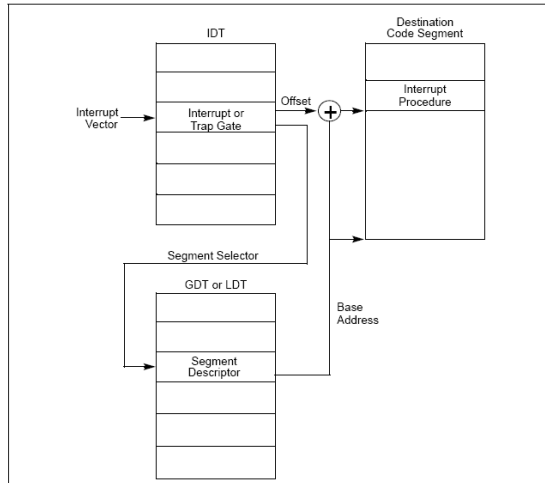 IDT
Destination
Code Segment
Interrupt
Vector
Interrupt or
Trap Gate
Offset
+
Interrupt
Procedure
Segment Selector
GDT or LDT
Segment
Descriptor
Base
Address